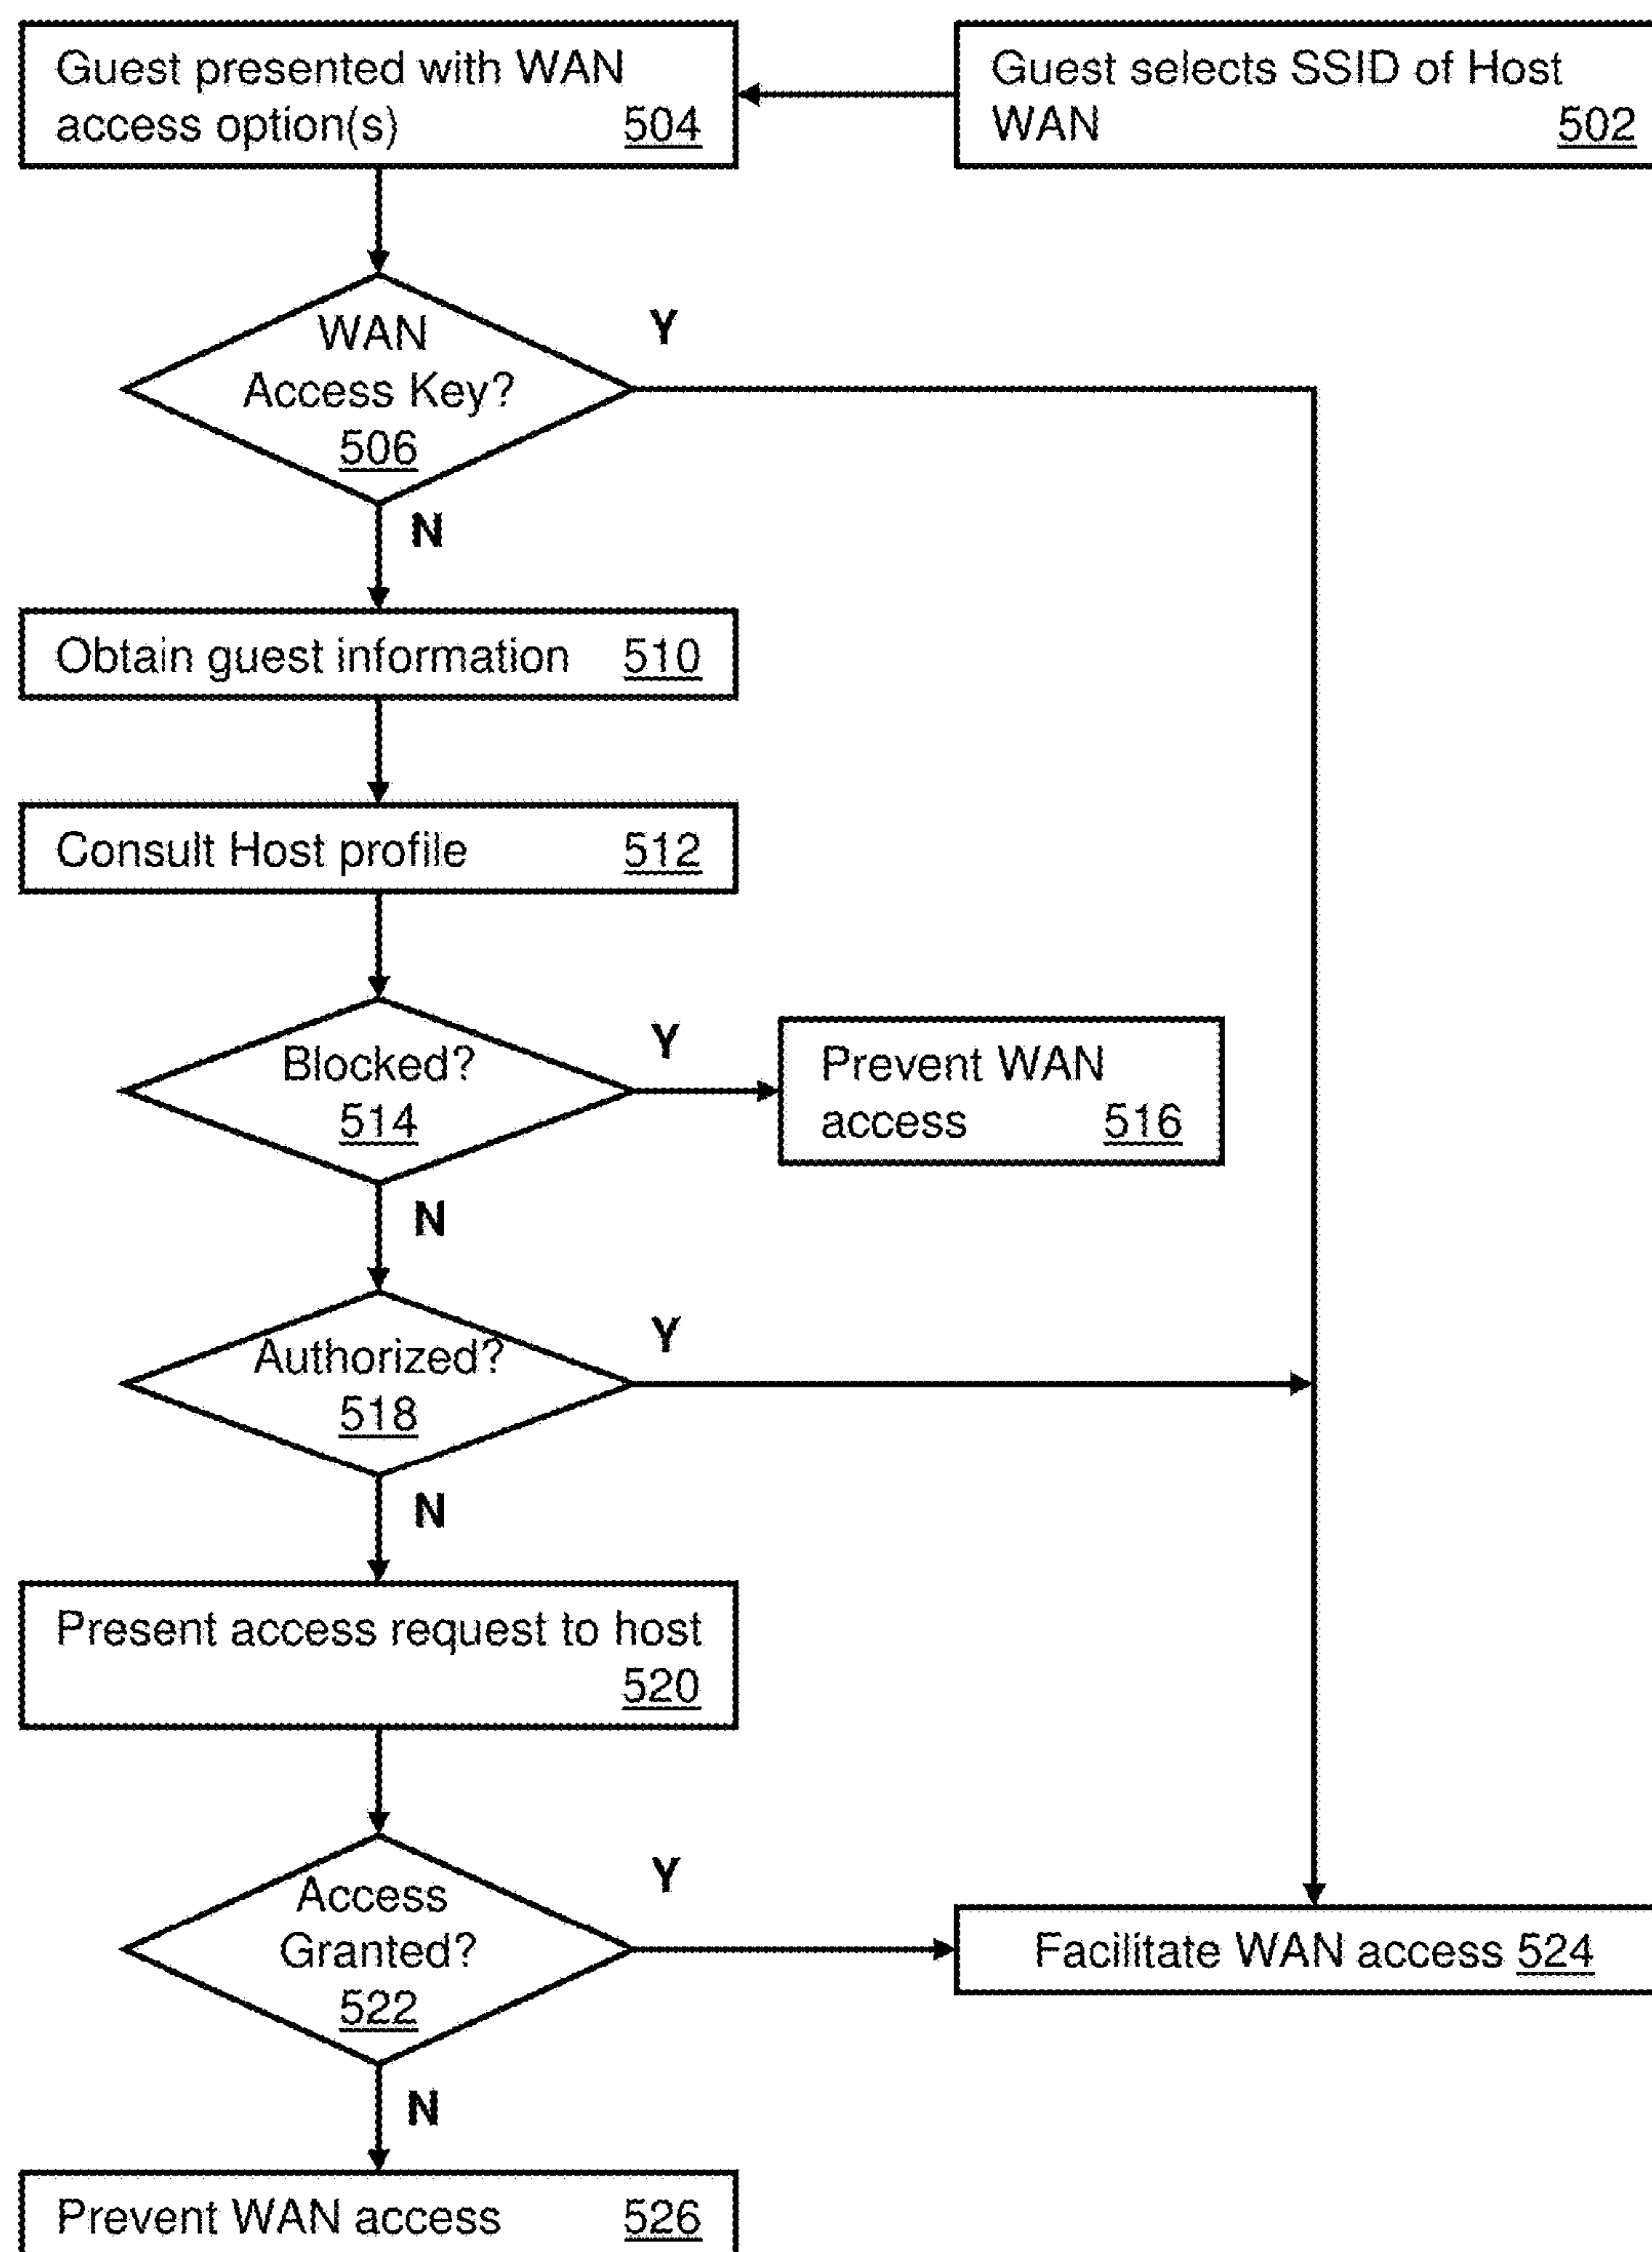 Guest presented with WAN
access option(s) 504
Guest selects SSID of Host
WAN 502
WAN
Access Key?
506
Y
N
Obtain guest information 510
Consult Host profile 512
Blocked?
514
Y
Prevent WAN
access 516
N
Authorized?
518
Y
N
Present access request to host
520
Access
Granted?
522
Y
Facilitate WAN access 524
N
Prevent WAN access 526